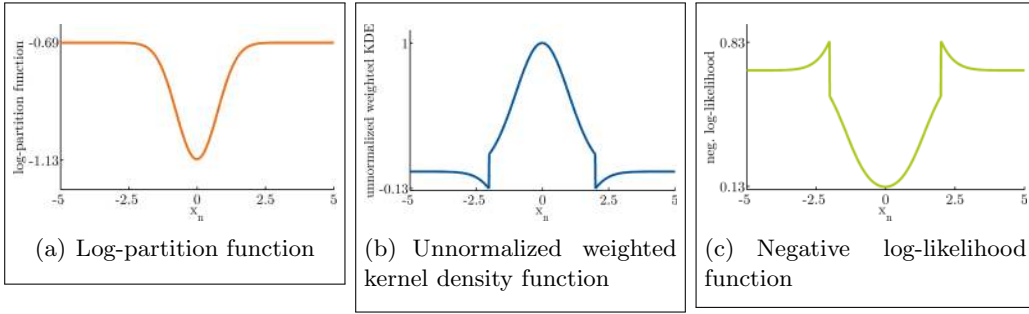 log-partition function
-0.69
-1.13
-5 -2.5 0 2.5 5
x_n
(a) Log-partition function
unnormalized weighted KDE
1
-0.13
-5 -2.5 0 2.5 5
x_n
(b) Unnormalized weighted
kernel density function
neg. log-likelihood
0.83
0.48
0.13
-5 -2.5 0 2.5 5
x_n
(c) Negative log-likelihood
function